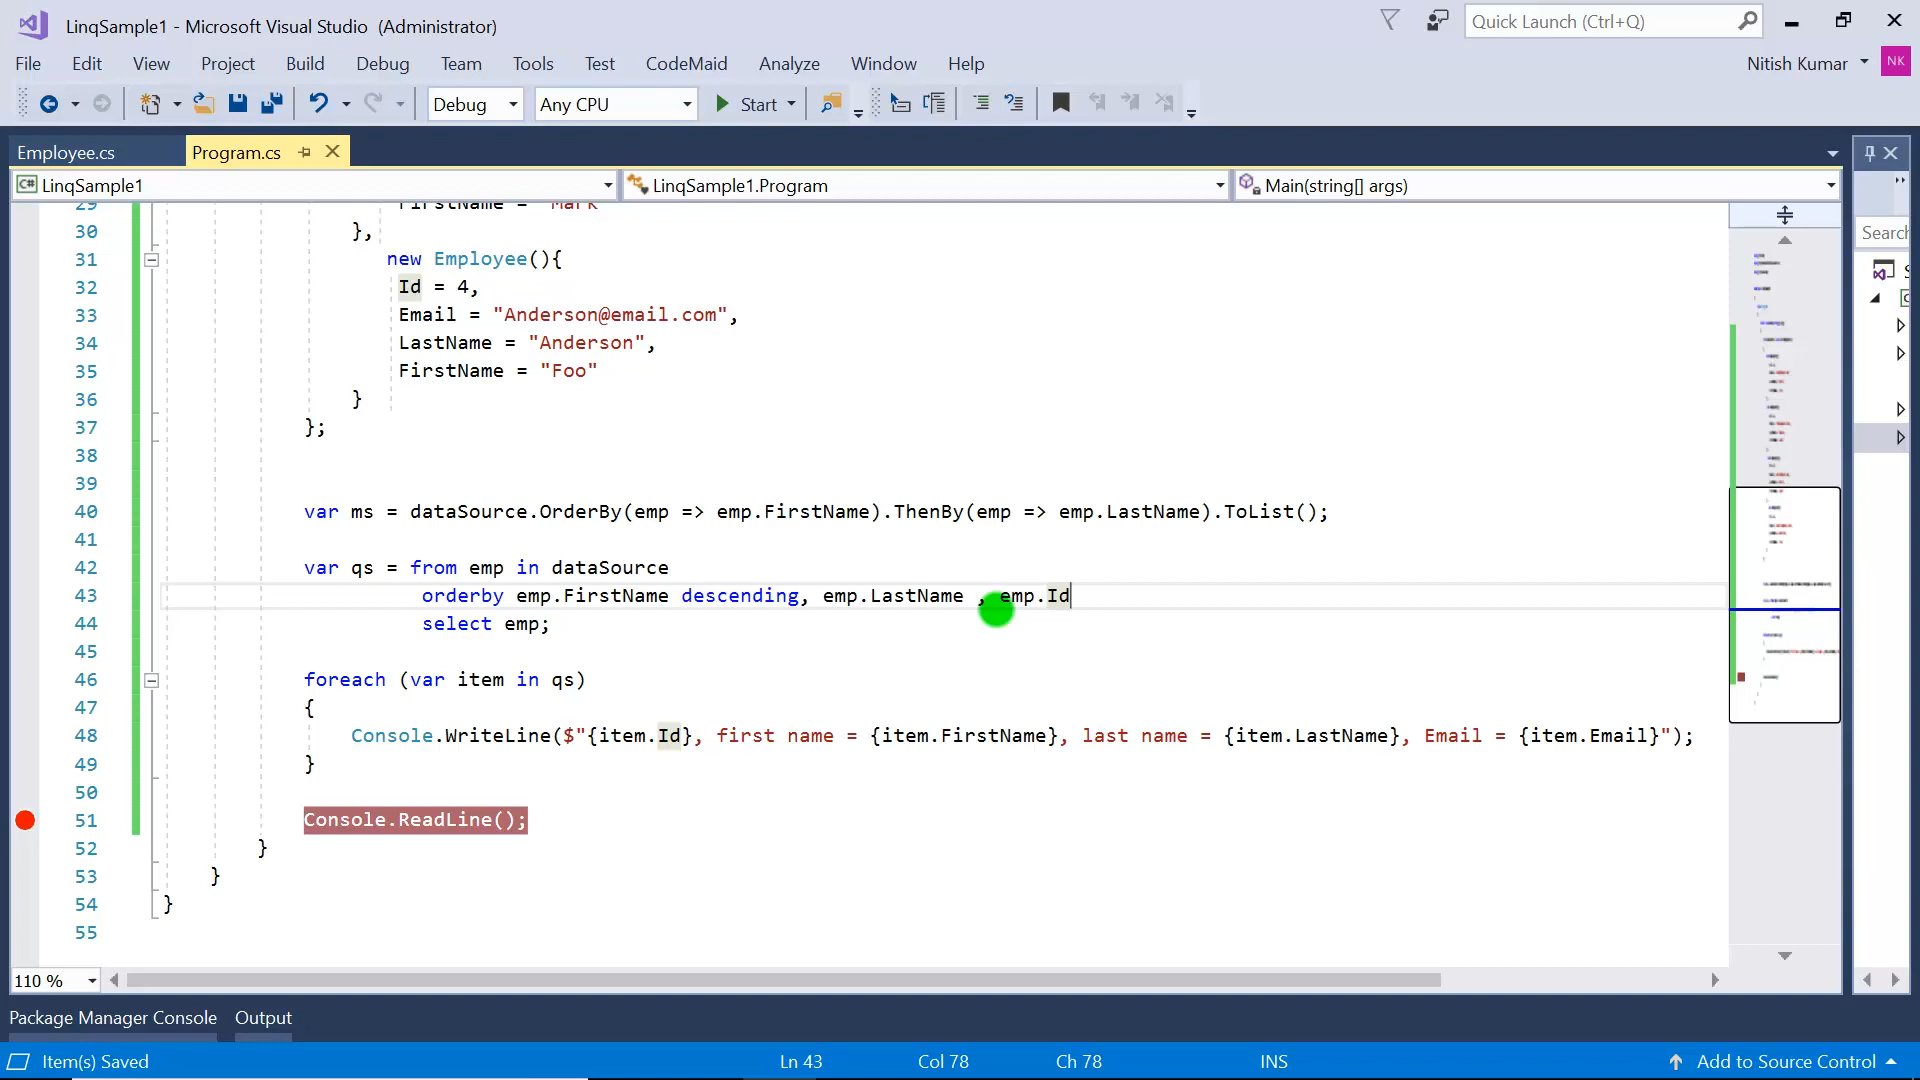 LinqSample1 - Microsoft Visual Studio (Administrator)
Quick Launch (Ctrl+Q)
File Edit View Project Build Debug Team Tools Test CodeMaid Analyze Window Help
Nitish Kumar NK
Debug Any CPU Start
Employee.cs Program.cs
C# LinqSample1 LinqSample1.Program Main(string[] args)
Search
29 FirstName = "Mark"
30 },
31 new Employee(){
32 Id = 4,
33 Email = "Anderson@email.com",
34 LastName = "Anderson",
35 FirstName = "Foo"
36 }
37 };
38
39
40 var ms = dataSource.OrderBy(emp => emp.FirstName).ThenBy(emp => emp.LastName).ToList();
41
42 var qs = from emp in dataSource
43 orderby emp.FirstName descending, emp.LastName , emp.Id
44 select emp;
45
46 foreach (var item in qs)
47 {
48 Console.WriteLine($"{item.Id}, first name = {item.FirstName}, last name = {item.LastName}, Email = {item.Email}");
49 }
50
51 Console.ReadLine();
52 }
53 }
54 }
55
110 %
Package Manager Console Output
Item(s) Saved Ln 43 Col 78 Ch 78 INS Add to Source Control